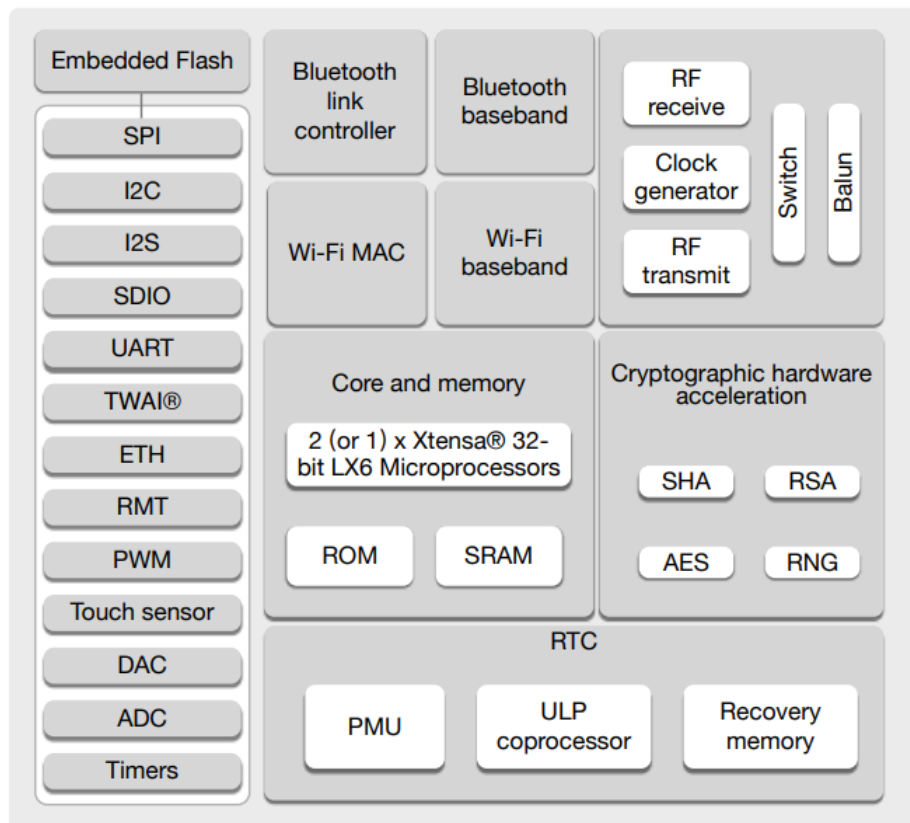 Embedded Flash
SPI
I2C
I2S
SDIO
UART
TWAI®
ETH
RMT
PWM
Touch sensor
DAC
ADC
Timers
Bluetooth
link
controller
Bluetooth
baseband
Wi-Fi MAC
Wi-Fi
baseband
RF
receive
Clock
generator
RF
transmit
Switch
Balun
Core and memory
2 (or 1) x Xtensa® 32-
bit LX6 Microprocessors
ROM
SRAM
Cryptographic hardware
acceleration
SHA
RSA
AES
RNG
RTC
PMU
ULP
coprocessor
Recovery
memory